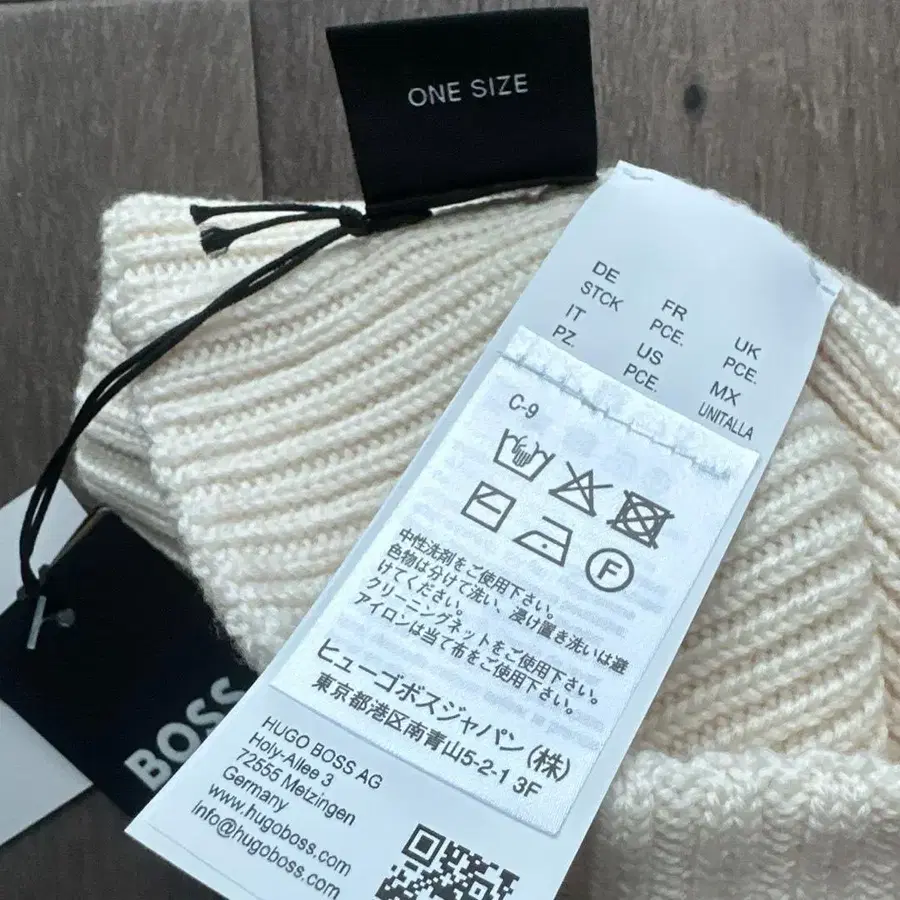 ONE SIZE
DE
STCK
IT
PZ.
FR
PCE.
US
PCE.
UK
PCE.
MX
UNITALLA
C-9
F
中性洗剤をご使用下さい。
色物は分けて洗い、浸け置き洗いは避
けてください。
クリーニングネットをご使用下さい。
アイロンは当て布をご使用下さい。
ヒューゴボスジャパン(株)
東京都港区南青山5-2-1 3F
BOSS
HUGO BOSS AG
Holy-Allee 3
72555 Metzingen
Germany
www.hugoboss.com
info@hugoboss.com